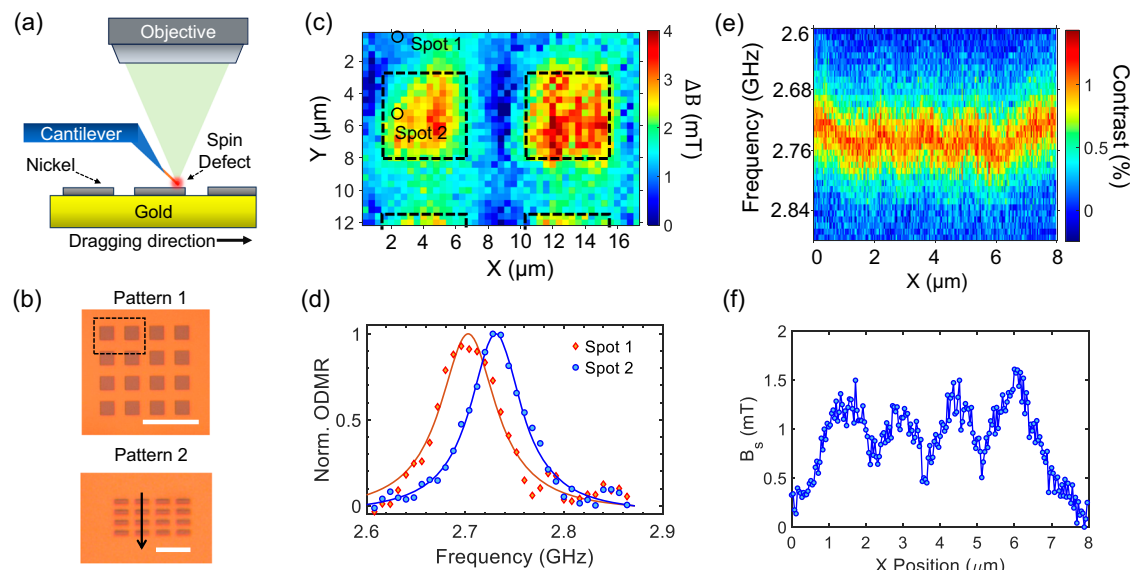 (a)
Objective
Cantilever
Spin
Defect
Nickel
Gold
Dragging direction
(b)
Pattern 1
Pattern 2
(c)
Spot 1
Spot 2
Y (µm)
2
4
6
8
10
12
2 4 6 8 10 12 14 16
X (µm)
4
3
2
1
0
ΔB (mT)
(d)
Norm. ODMR
1
0.5
0
Spot 1
Spot 2
2.6 2.7 2.8 2.9
Frequency (GHz)
(e)
Frequency (GHz)
2.6
2.68
2.76
2.84
0 2 4 6 8
X (µm)
1
0.5
0
Contrast (%)
(f)
B s (mT)
2
1.5
1
0.5
0
0 1 2 3 4 5 6 7 8
X Position (µm)